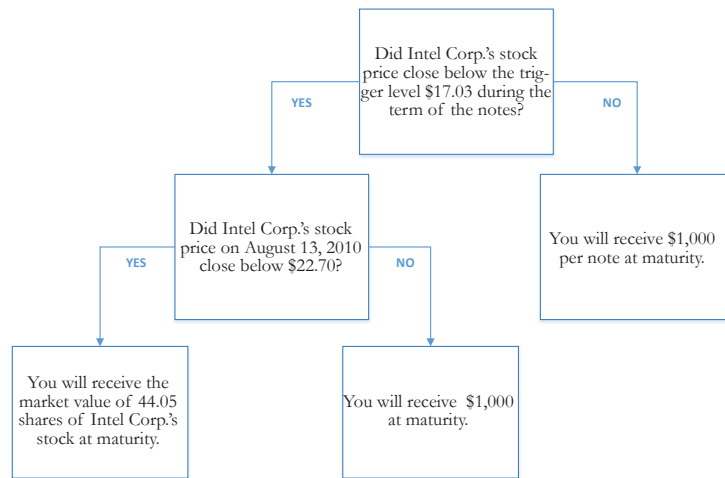 Did Intel Corp.'s stock
price close below the trig-
ger level $17.03 during the
term of the notes?
YES
NO
Did Intel Corp.'s stock
price on August 13, 2010
close below $22.70?
You will receive $1,000
per note at maturity.
YES
NO
You will receive the
market value of 44.05
shares of Intel Corp.'s
stock at maturity.
You will receive $1,000
at maturity.